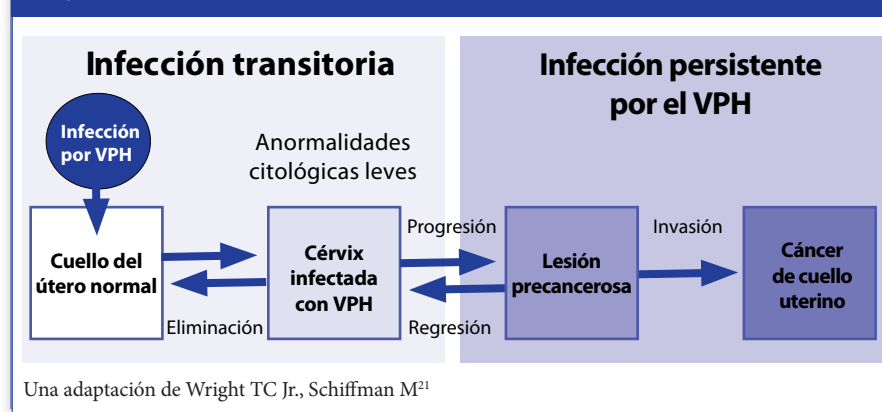 Infección transitoria
Infección persistente
por el VPH
Infección
por VPH
Anormalidades
citológicas leves
Cuello del
útero normal
Eliminación
Cérvix
infectada
con VPH
Progresión
Regresión
Lesión
precancerosa
Invasión
Cáncer
de cuello
uterino
Una adaptación de Wright TC Jr., Schiffman M²¹